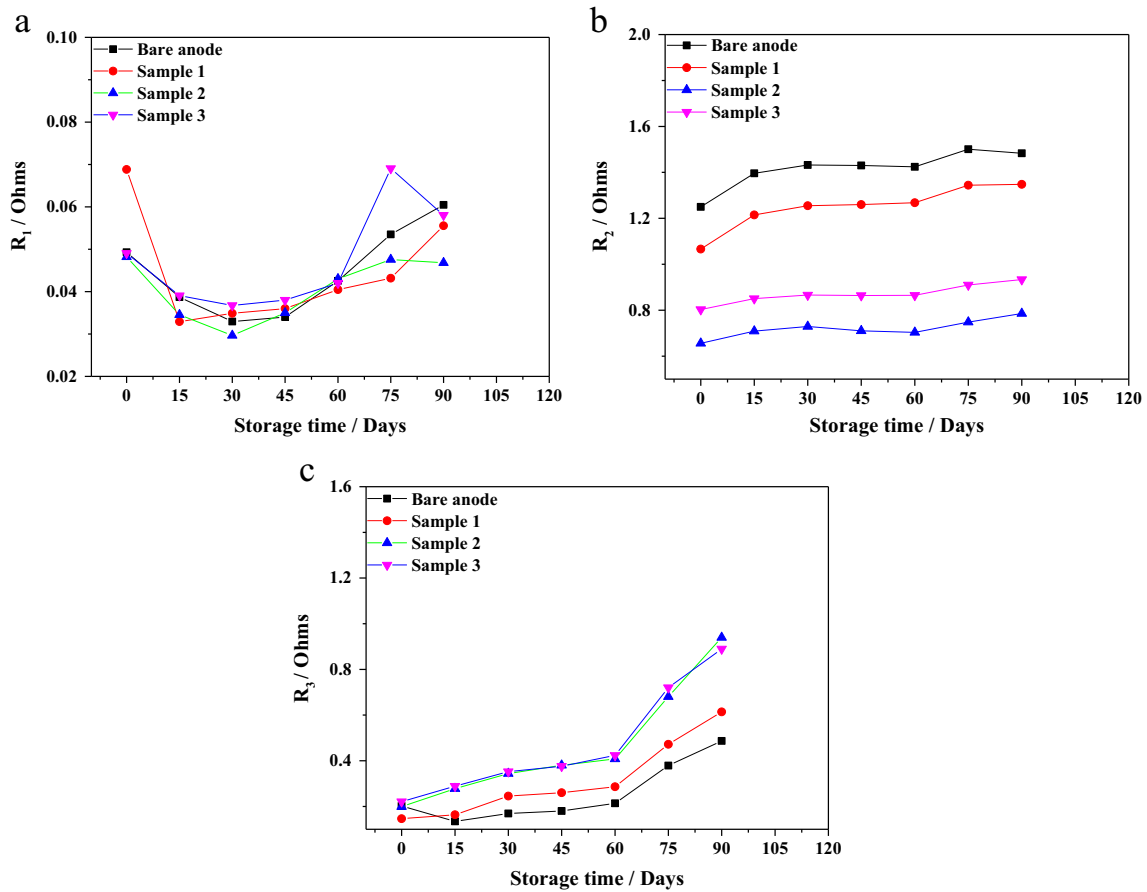 a
0.10
0.08
0.06
0.04
0.02
R1 / Ohms
Bare anode
Sample 1
Sample 2
Sample 3
0 15 30 45 60 75 90 105 120
Storage time / Days
b
2.0
1.6
1.2
0.8
R2 / Ohms
Bare anode
Sample 1
Sample 2
Sample 3
0 15 30 45 60 75 90 105 120
Storage time / Days
c
1.6
1.2
0.8
0.4
R3 / Ohms
Bare anode
Sample 1
Sample 2
Sample 3
0 15 30 45 60 75 90 105 120
Storage time / Days